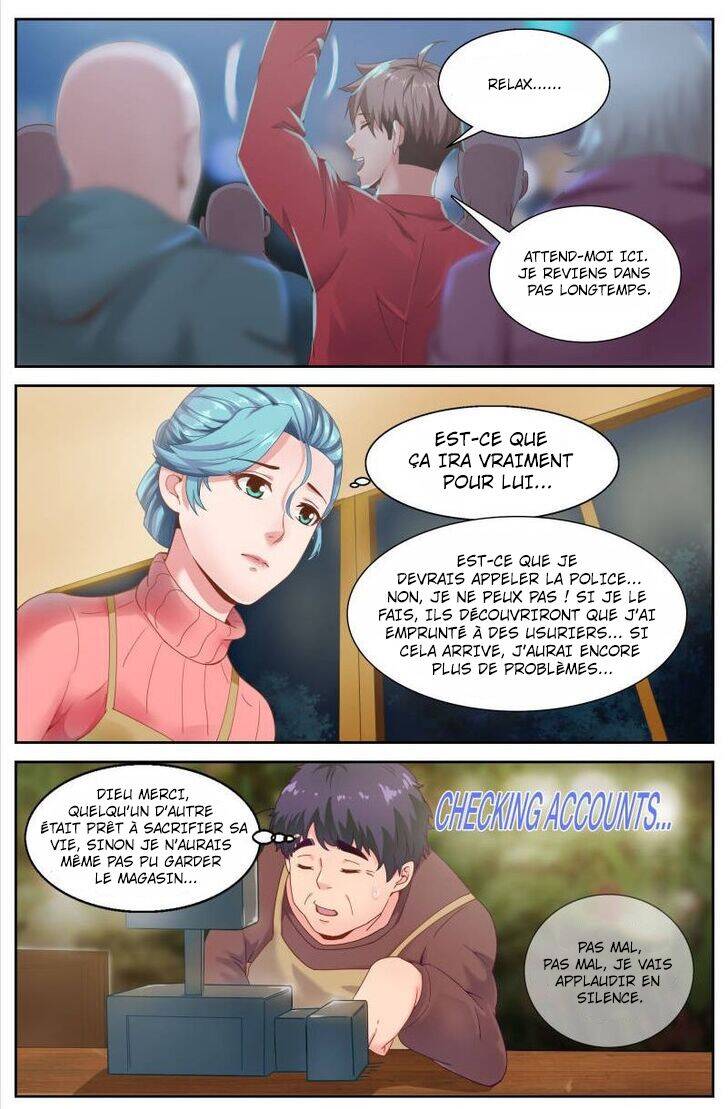 RELAX......
ATTEND-MOI ICI.
JE REVIENS DANS
PAS LONGTEMPS.
EST-CE QUE
ÇA IRA VRAIMENT
POUR LUI...
EST-CE QUE JE
DEVRAIS APPELER LA POLICE...
NON, JE NE PEUX PAS ! SI JE LE
FAIS, ILS DÉCOUVRIRONT QUE J'AI
EMPRUNTÉ À DES USURIERS... SI
CELA ARRIVE, J'AURAI ENCORE
PLUS DE PROBLÈMES...
DIEU MERCI,
QUELQU'UN D'AUTRE
ÉTAIT PRÊT À SACRIFIER SA
VIE, SINON JE N'AURAIS
MÊME PAS PU GARDER
LE MAGASIN...
CHECKING ACCOUNTS...
PAS MAL,
PAS MAL, JE VAIS
APPLAUDIR EN
SILENCE.